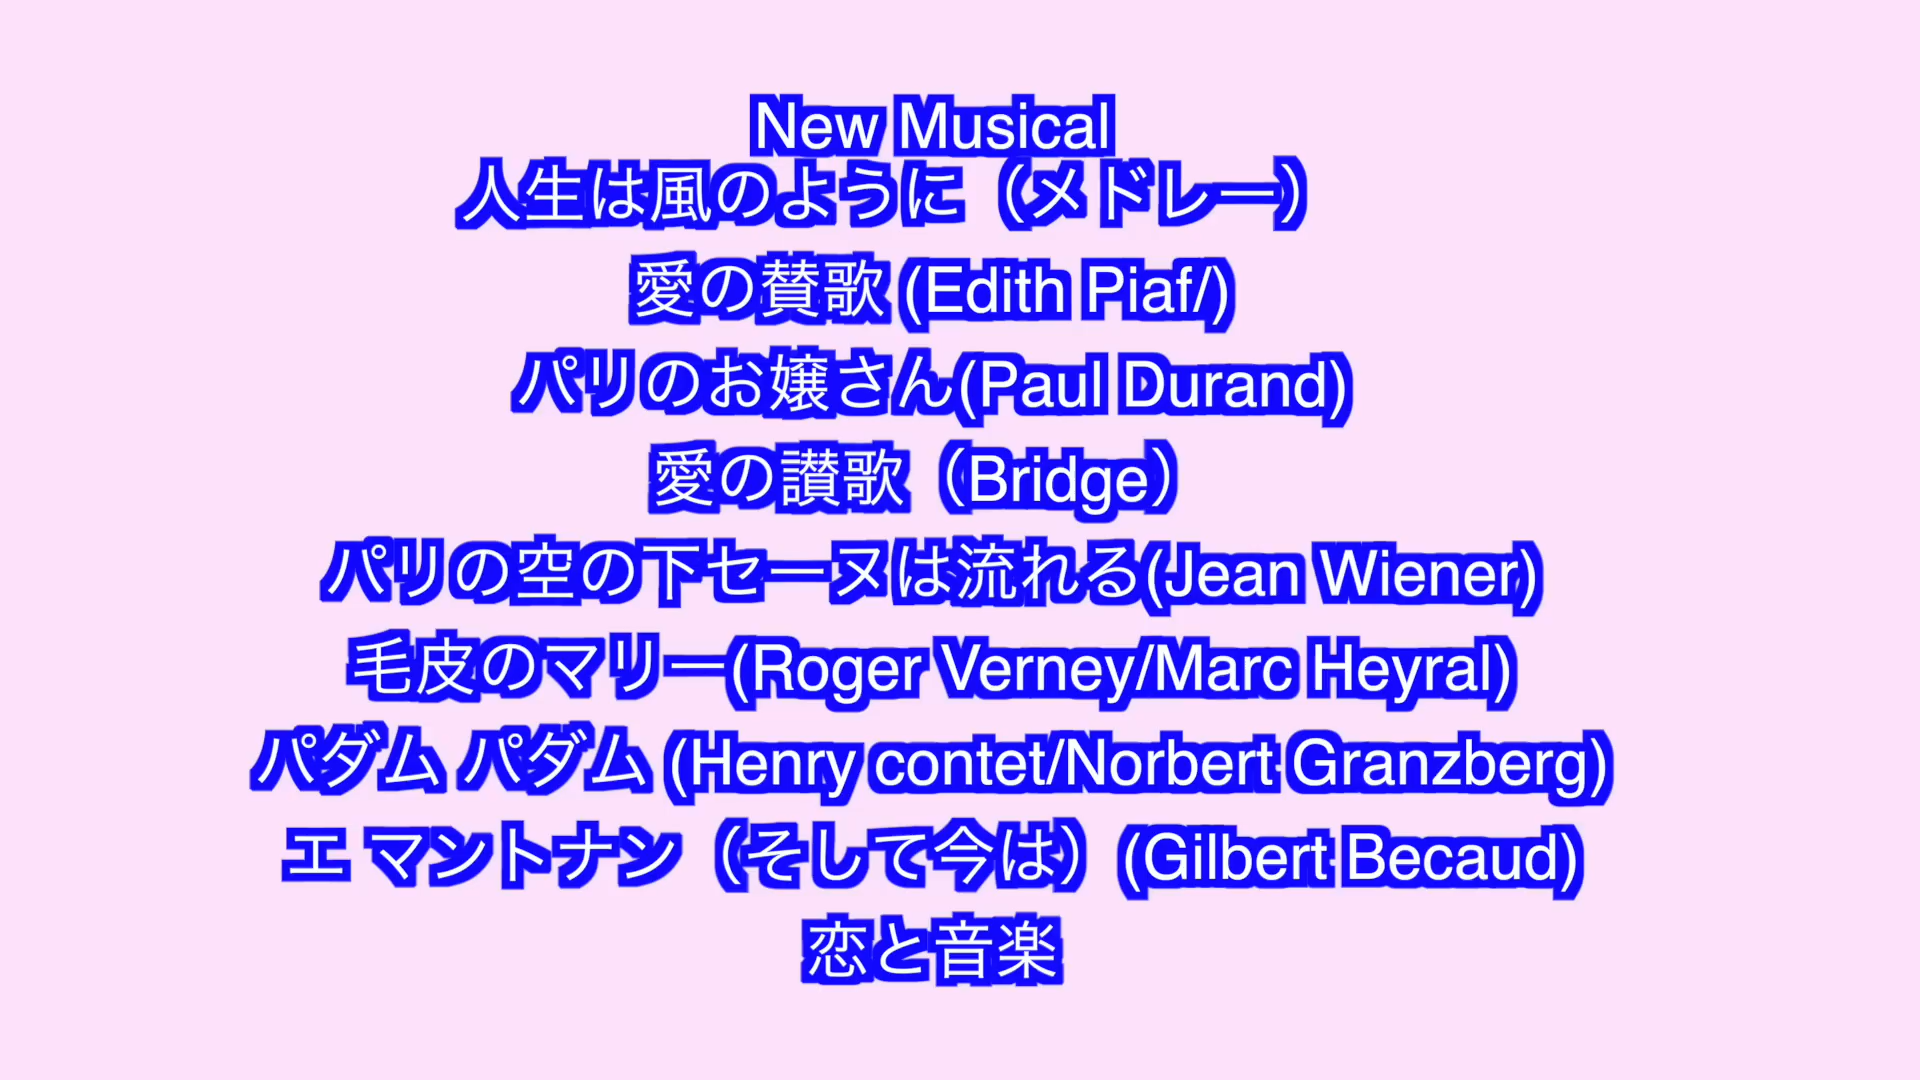 New Musical
人生は風のように（メドレー）
愛の賛歌 (Edith Piaf/)
パリのお嬢さん(Paul Durand)
愛の讃歌（Bridge）
パリの空の下セーヌは流れる(Jean Wiener)
毛皮のマリー(Roger Verney/Marc Heyral)
パダム パダム (Henry contet/Norbert Granzberg)
エ マントナン（そして今は）(Gilbert Becaud)
恋と音楽